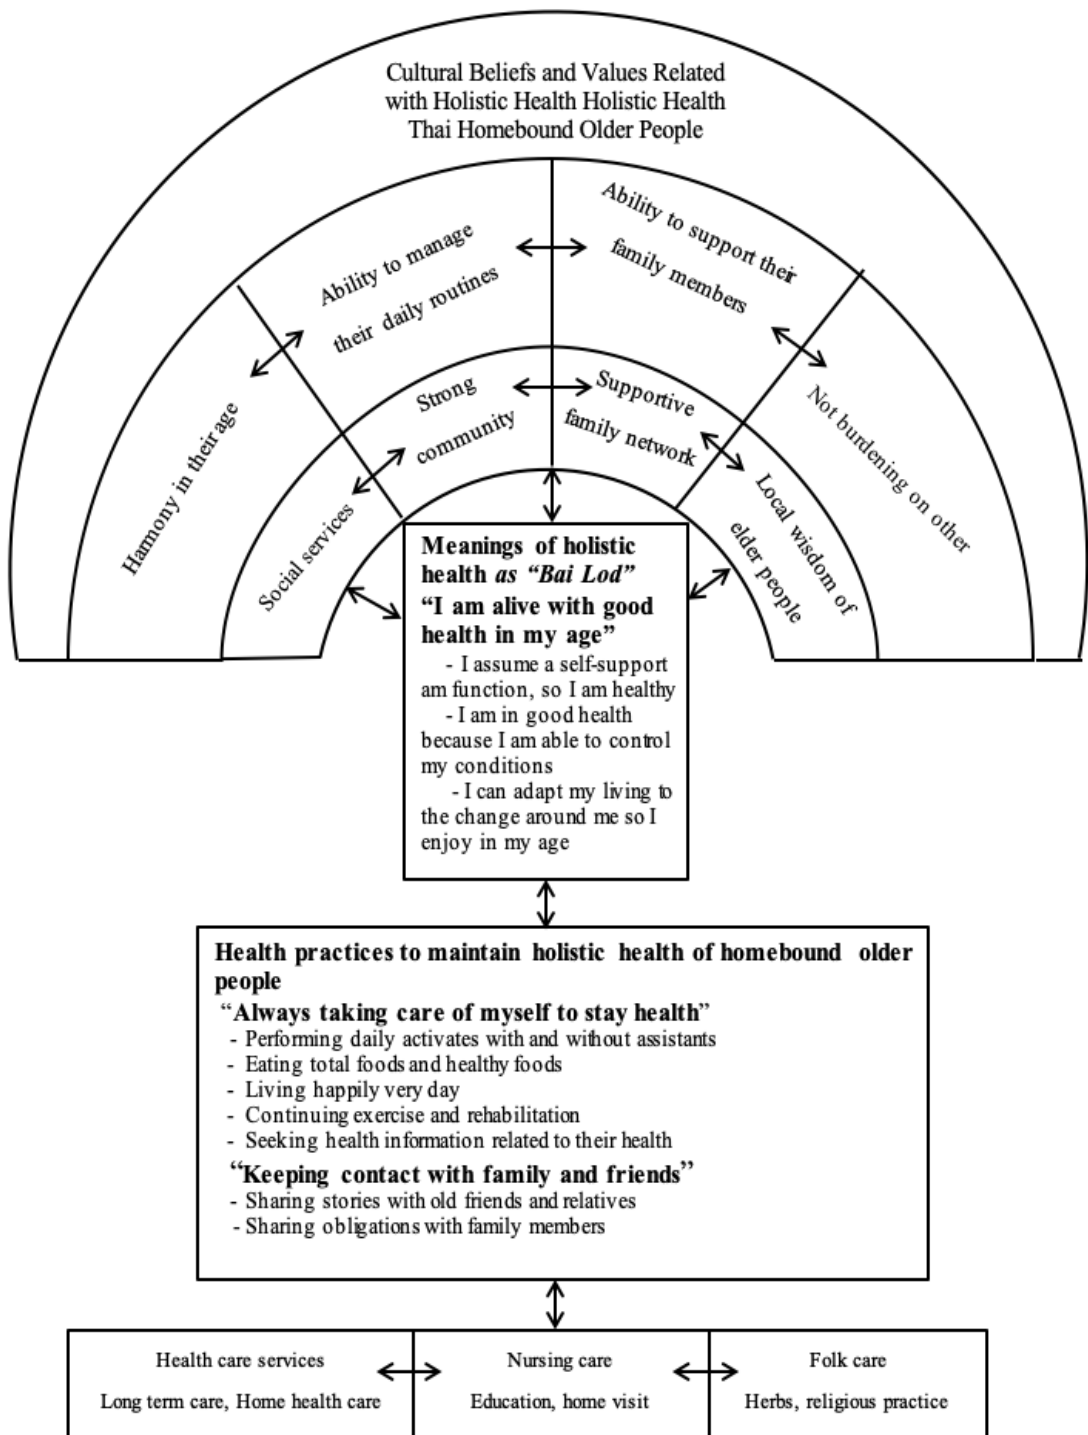 Cultural Beliefs and Values Related
with Holistic Health Holistic Health
Thai Homebound Older People
Harmony in their age
Ability to manage
their daily routines
Ability to support their
family members
Not burdening on other
Social services
Strong
community
Supportive
family network
Local wisdom of
elder people
Meanings of holistic
health as “Bai Lod”
“I am alive with good
health in my age”
- I assume a self-support
am function, so I am healthy
- I am in good health
because I am able to control
my conditions
- I can adapt my living to
the change around me so I
enjoy in my age
Health practices to maintain holistic health of homebound older
people
“Always taking care of myself to stay health”
- Performing daily activates with and without assistants
- Eating total foods and healthy foods
- Living happily very day
- Continuing exercise and rehabilitation
- Seeking health information related to their health
“Keeping contact with family and friends”
- Sharing stories with old friends and relatives
- Sharing obligations with family members
Health care services
Long term care, Home health care
Nursing care
Education, home visit
Folk care
Herbs, religious practice